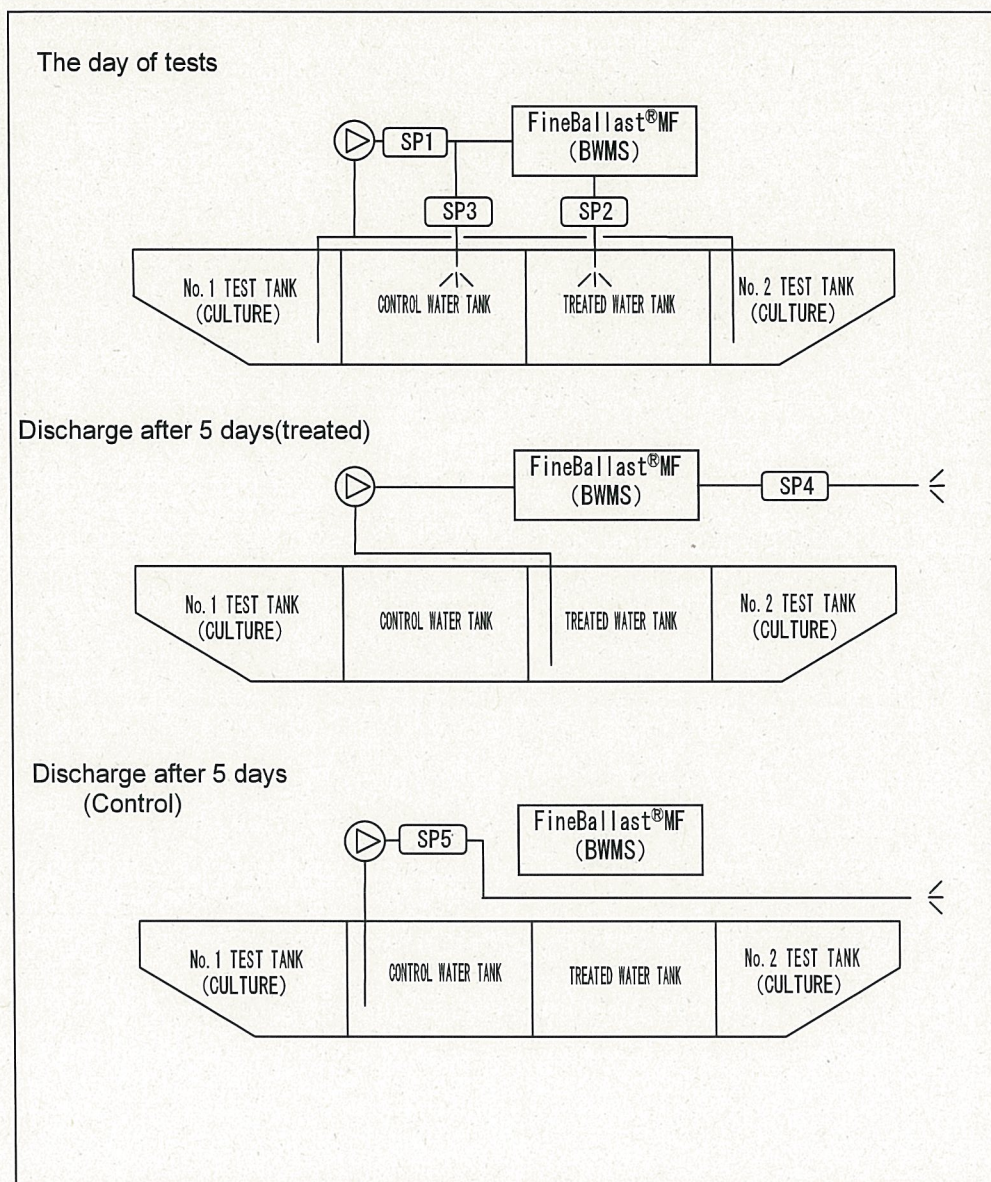 The day of tests
FineBallast®MF
(BWMS)
SP1
SP3
SP2
No.1 TEST TANK
(CULTURE)
CONTROL WATER TANK
TREATED WATER TANK
No.2 TEST TANK
(CULTURE)
Discharge after 5 days(treated)
FineBallast®MF
(BWMS)
SP4
No.1 TEST TANK
(CULTURE)
CONTROL WATER TANK
TREATED WATER TANK
No.2 TEST TANK
(CULTURE)
Discharge after 5 days
(Control)
FineBallast®MF
(BWMS)
SP5
No.1 TEST TANK
(CULTURE)
CONTROL WATER TANK
TREATED WATER TANK
No.2 TEST TANK
(CULTURE)